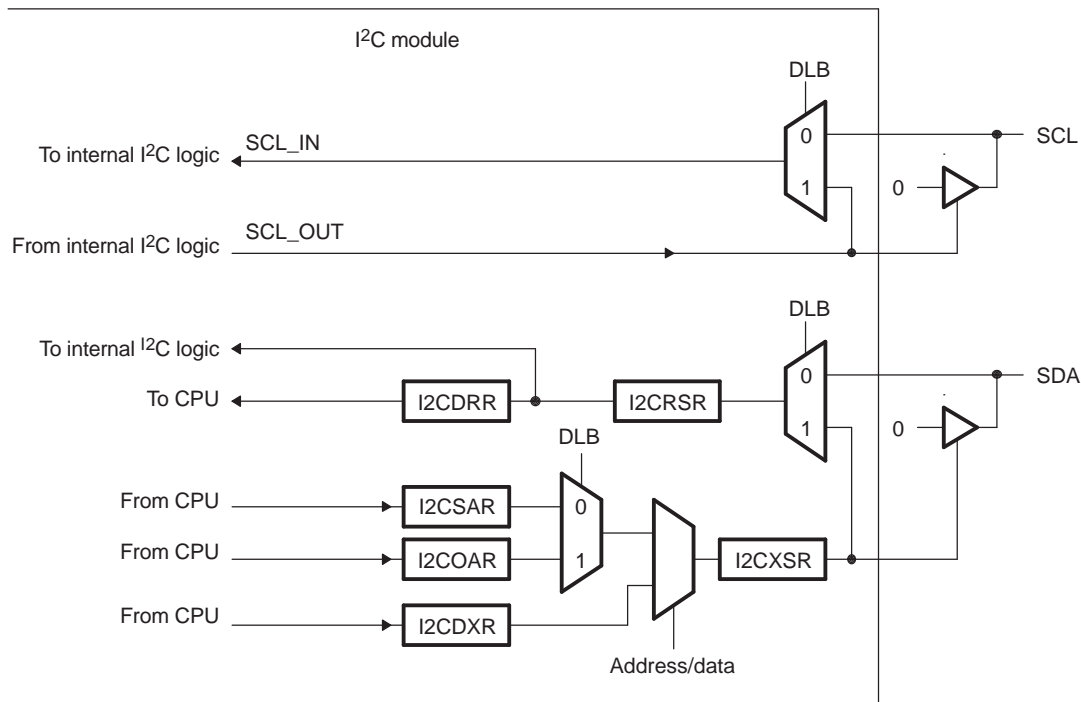 I2C module
DLB
0
SCL
To internal I2C logic
SCL_IN
1
0
From internal I2C logic
SCL_OUT
DLB
To internal I2C logic
0
SDA
To CPU
I2CDRR
I2CRSR
1
0
DLB
From CPU
I2CSAR
0
From CPU
I2COAR
1
I2CXSR
From CPU
I2CDXR
Address/data